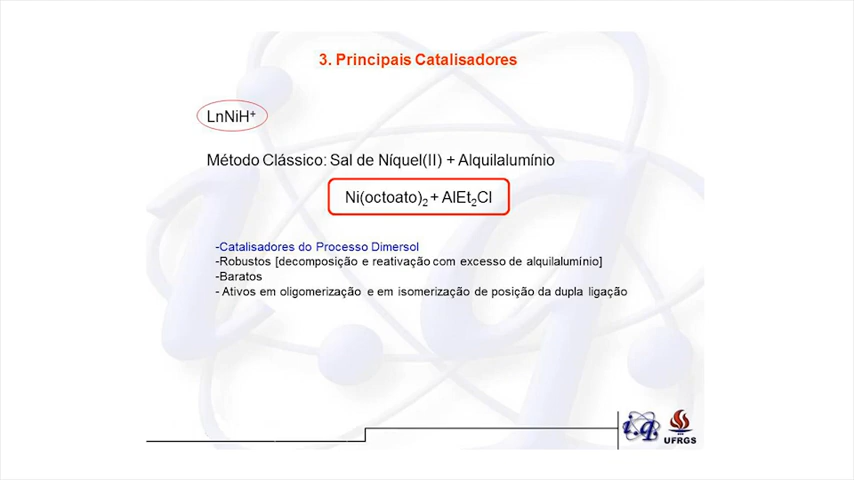 3. Principais Catalisadores
LnNiH⁺
Método Clássico: Sal de Níquel(II) + Alquilalumínio
Ni(octoato)₂ + AlEt₂Cl
-Catalisadores do Processo Dimersol
-Robustos [decomposição e reativação com excesso de alquilalumínio]
-Baratos
- Ativos em oligomerização e em isomerização de posição da dupla ligação
i.q.
UFRGS